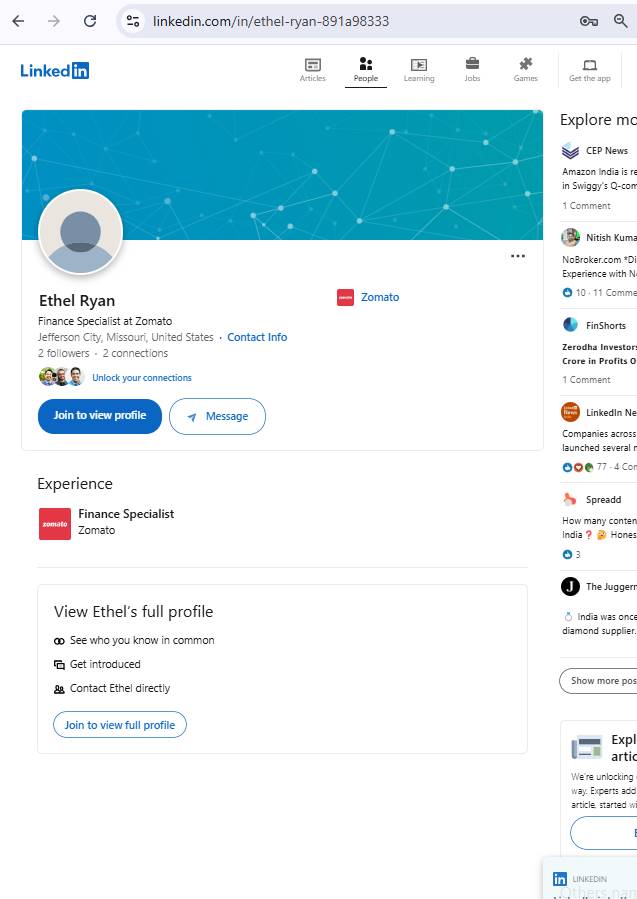 linkedin.com/in/ethel-ryan-891a98333
Linked in
Articles
People
Learning
Jobs
Games
Get the app
Ethel Ryan
Finance Specialist at Zomato
Jefferson City, Missouri, United States · Contact Info
2 followers · 2 connections
Unlock your connections
Join to view profile
Message
zomato
Zomato
Experience
zomato
Finance Specialist
Zomato
View Ethel's full profile
See who you know in common
Get introduced
Contact Ethel directly
Join to view full profile
Explore mo
CEP News
Amazon India is re
in Swiggy's Q-com
1 Comment
Nitish Kuma
NoBroker.com *Di
Experience with N
10 · 11 Comme
FinShorts
Zerodha Investors
Crore in Profits O
1 Comment
LinkedIn Ne
Companies across
launched several n
77 · 4 Com
Spreadd
How many conten
India ❓ 🤔 Hones
3
J
The Juggern
💍 India was once
diamond supplier.
Show more pos
Expl
artic
We're unlocking
way. Experts add
article, started wi
in LINKEDIN